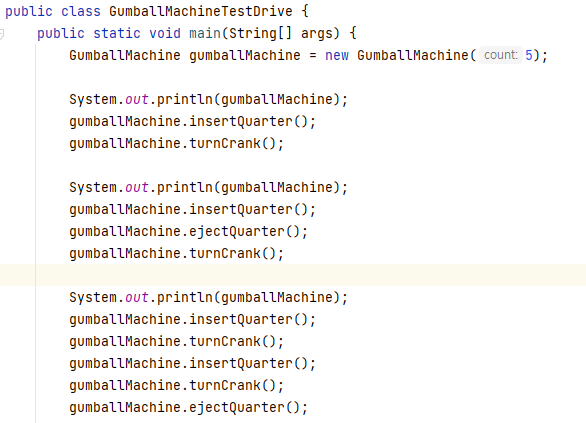 public class GumballMachineTestDrive {
    public static void main(String[] args) {
        GumballMachine gumballMachine = new GumballMachine( count: 5);

        System.out.println(gumballMachine);
        gumballMachine.insertQuarter();
        gumballMachine.turnCrank();

        System.out.println(gumballMachine);
        gumballMachine.insertQuarter();
        gumballMachine.ejectQuarter();
        gumballMachine.turnCrank();

        System.out.println(gumballMachine);
        gumballMachine.insertQuarter();
        gumballMachine.turnCrank();
        gumballMachine.insertQuarter();
        gumballMachine.turnCrank();
        gumballMachine.ejectQuarter();